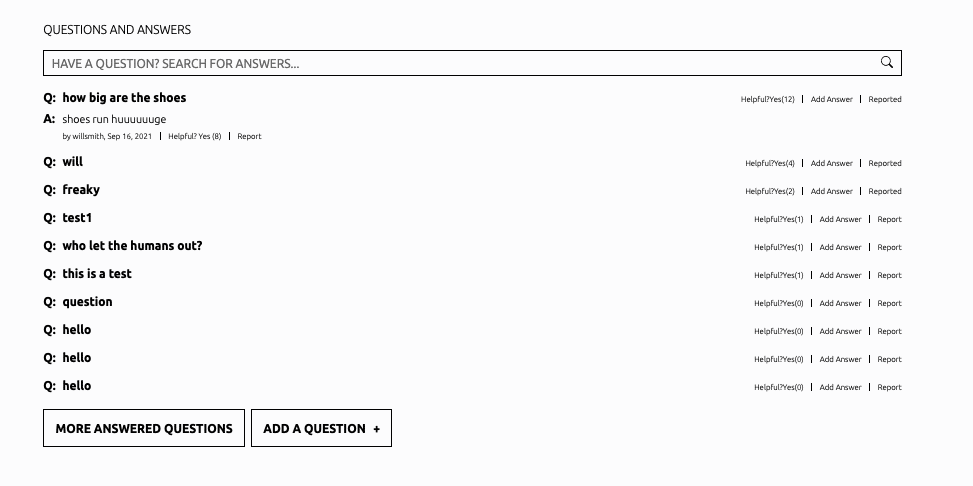 QUESTIONS AND ANSWERS
HAVE A QUESTION? SEARCH FOR ANSWERS...
Q: how big are the shoes Helpful?Yes(12) | Add Answer | Reported
A: shoes run huuuuuuge
by willsmith, Sep 16, 2021 | Helpful? Yes (8) | Report
Q: will Helpful?Yes(4) | Add Answer | Reported
Q: freaky Helpful?Yes(2) | Add Answer | Reported
Q: test1 Helpful?Yes(1) | Add Answer | Report
Q: who let the humans out? Helpful?Yes(1) | Add Answer | Report
Q: this is a test Helpful?Yes(1) | Add Answer | Report
Q: question Helpful?Yes(0) | Add Answer | Report
Q: hello Helpful?Yes(0) | Add Answer | Report
Q: hello Helpful?Yes(0) | Add Answer | Report
Q: hello Helpful?Yes(0) | Add Answer | Report
MORE ANSWERED QUESTIONS ADD A QUESTION +